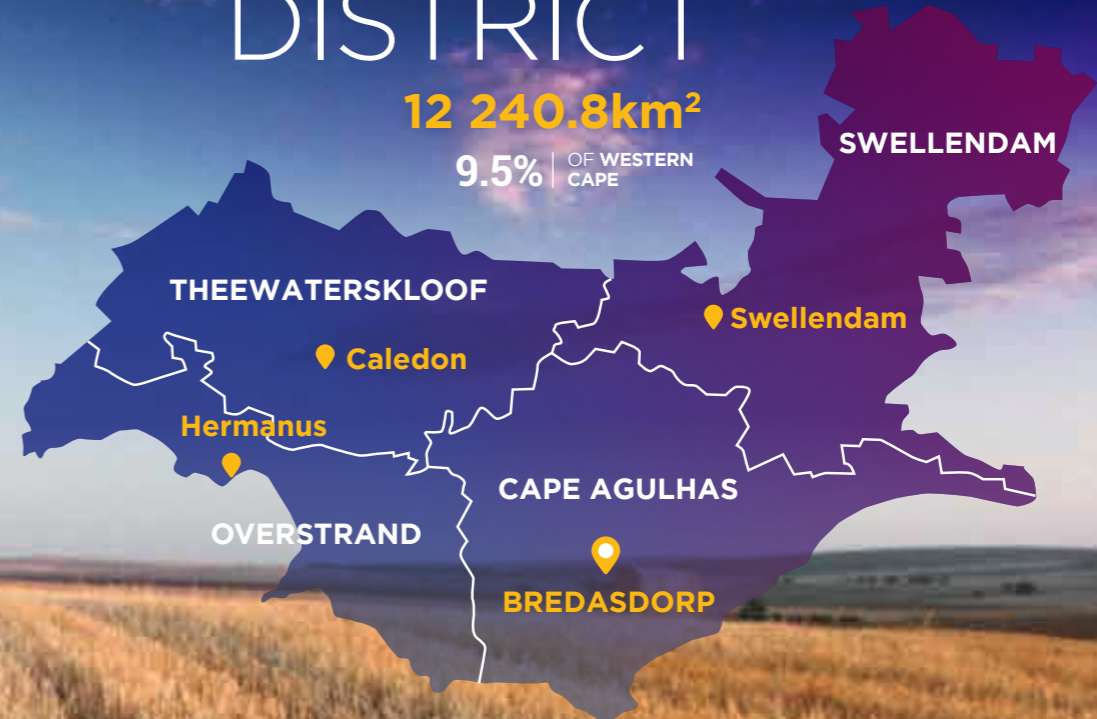 DISTRICT
12 240.8km²
9.5% | OF WESTERN
CAPE
SWELLENDAM
THEEWATERSKLOOF
Swellendam
Caledon
Hermanus
CAPE AGULHAS
OVERSTRAND
BREDASDORP